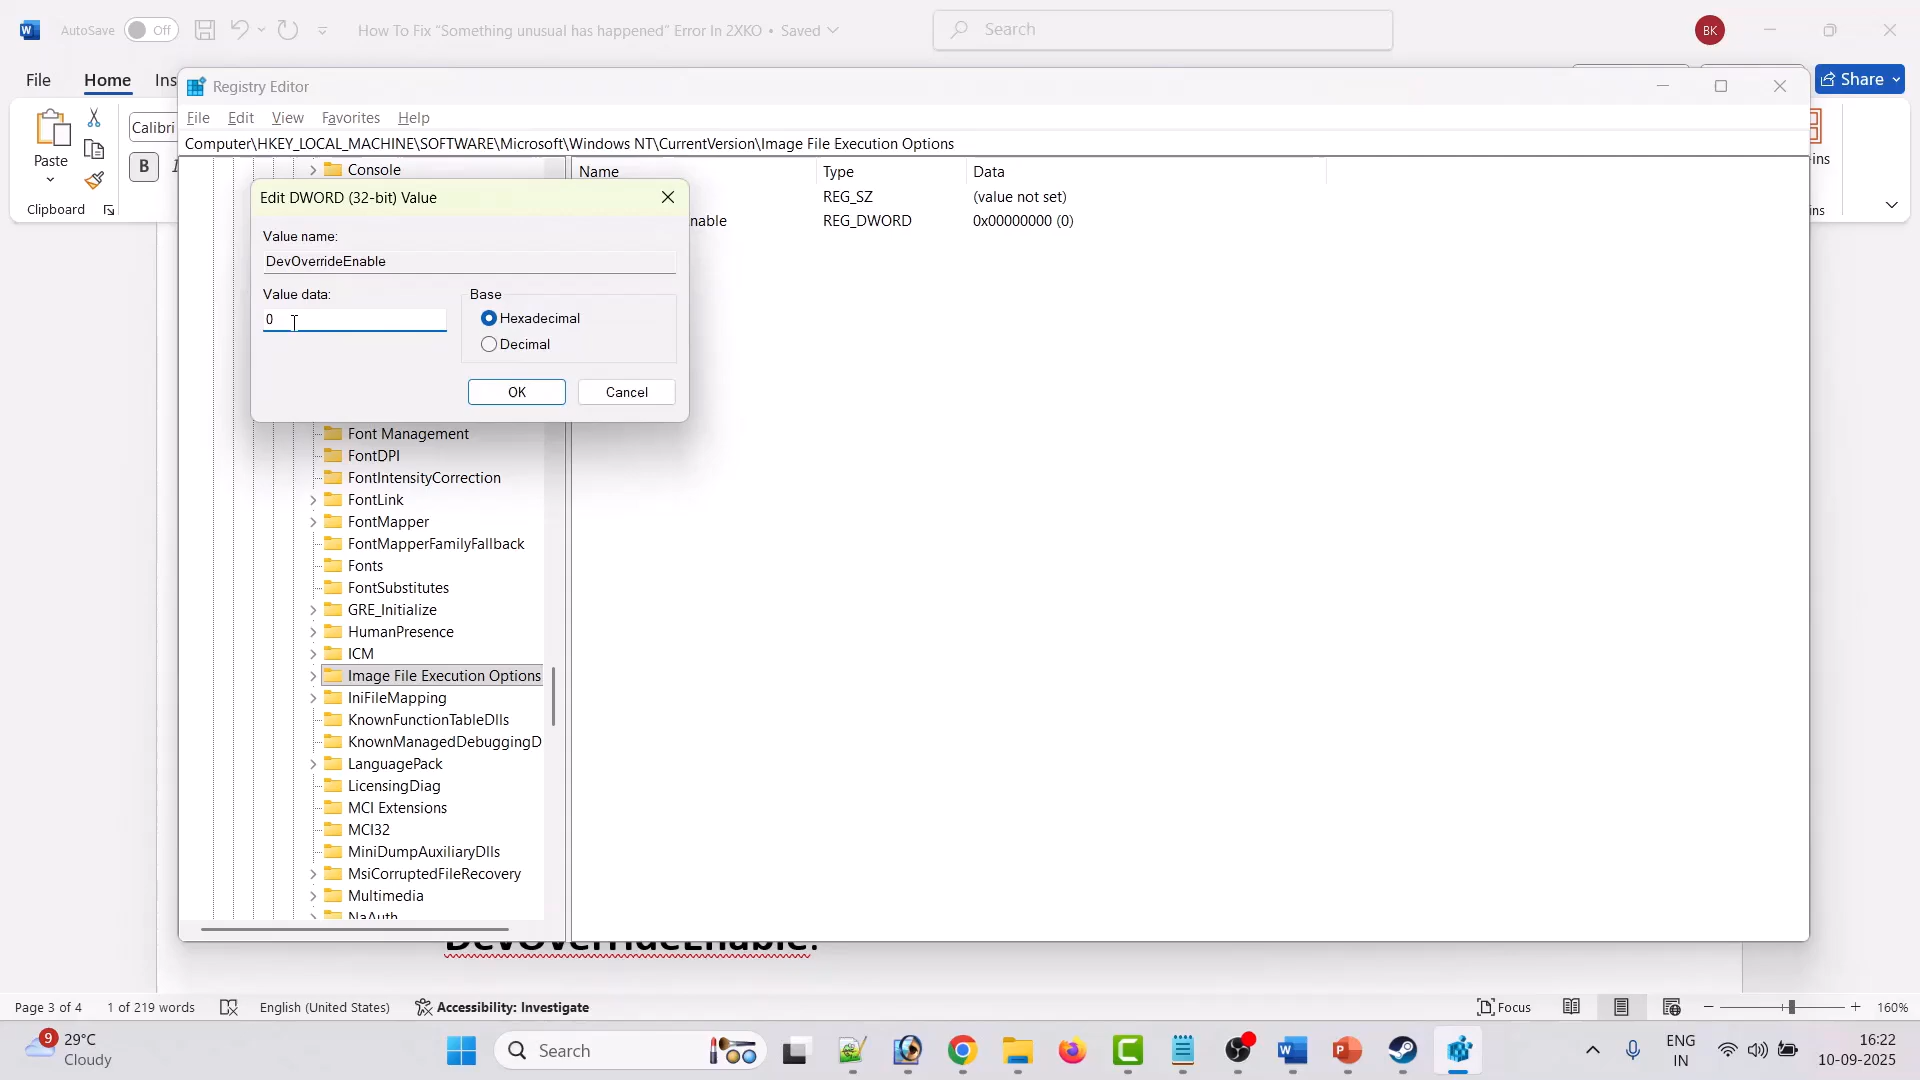 AutoSave Off How To Fix “Something unusual has happened” Error In 2XKO • Saved Search BK
File Home Ins Share
Registry Editor
File Edit View Favorites Help
Computer\HKEY_LOCAL_MACHINE\SOFTWARE\Microsoft\Windows NT\CurrentVersion\Image File Execution Options
Paste
Calibri
B
Clipboard
Console
Name Type Data
REG_SZ (value not set)
nable REG_DWORD 0x00000000 (0)
Edit DWORD (32-bit) Value
Value name:
DevOverrideEnable
Value data:
0
Base
Hexadecimal
Decimal
OK Cancel
Font Management
FontDPI
FontIntensityCorrection
FontLink
FontMapper
FontMapperFamilyFallback
Fonts
FontSubstitutes
GRE_Initialize
HumanPresence
ICM
Image File Execution Options
IniFileMapping
KnownFunctionTableDlls
KnownManagedDebuggingD
LanguagePack
LicensingDiag
MCI Extensions
MCI32
MiniDumpAuxiliaryDlls
MsiCorruptedFileRecovery
Multimedia
NaAuth
DevOverrideEnable.
Page 3 of 4 1 of 219 words English (United States) Accessibility: Investigate Focus 160%
9 29°C
Cloudy
Search
ENG
IN
16:22
10-09-2025